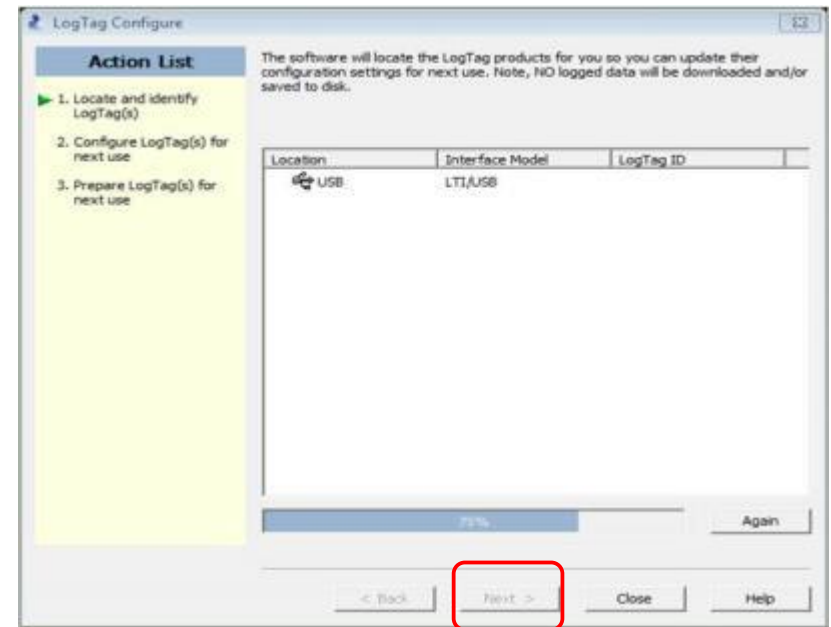 LogTag Configure
Action List
1. Locate and identify
LogTag(s)
2. Configure LogTag(s) for
next use
3. Prepare LogTag(s) for
next use
The software will locate the LogTag products for you so you can update their
configuration settings for next use. Note, NO logged data will be downloaded and/or
saved to disk.
Location Interface Model LogTag ID
USB LTI/USB
Again
< Back Next > Close Help